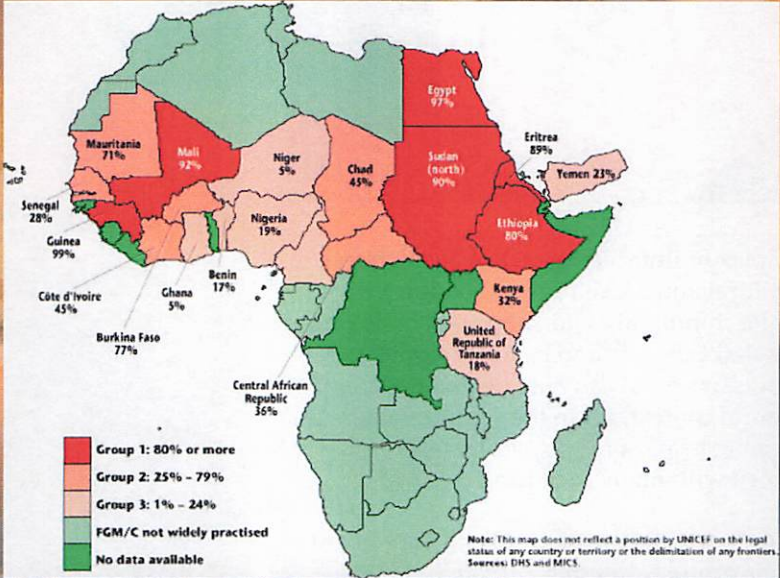 Egypt
97%
Eritrea
89%
Mauritania
71%
Mali
92%
Niger
5%
Chad
45%
Sudan
(north)
90%
Yemen 23%
Senegal
28%
Guinea
99%
Nigeria
19%
Ethiopia
80%
Benin
17%
Kenya
32%
Côte d'Ivoire
45%
Ghana
5%
Burkina Faso
77%
United
Republic of
Tanzania
18%
Central African
Republic
36%
Group 1: 80% or more
Group 2: 25% – 79%
Group 3: 1% – 24%
FGM/C not widely practised
No data available
Note: This map does not reflect a position by UNICEF on the legal
status of any country or territory or the delimitation of any frontiers.
Sources: DHS and MICS.